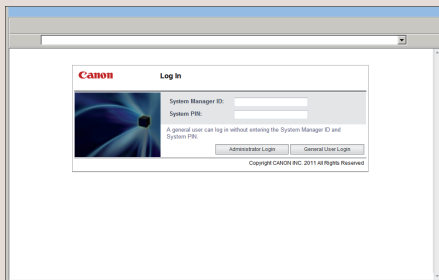 Canon
Log In
System Manager ID:
System PIN:
A general user can log in without entering the System Manager ID and
System PIN.
Administrator Login
General User Login
Copyright CANON INC. 2011 All Rights Reserved